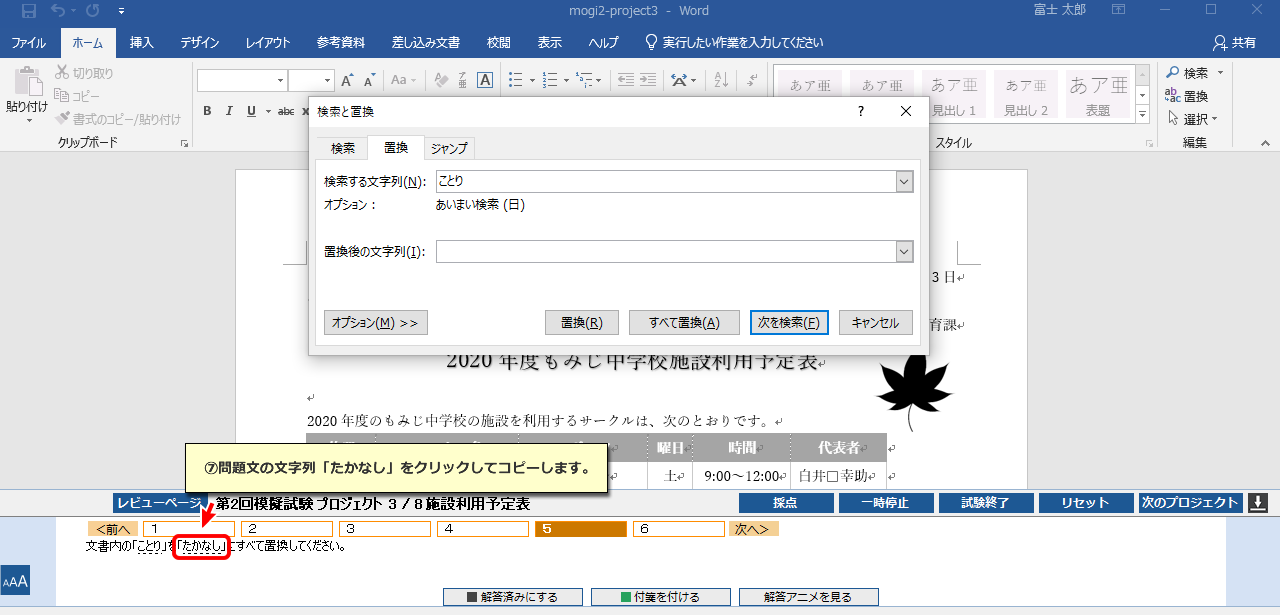 mogi2-project3 - Word
富士 太郎
ファイル ホーム 挿入 デザイン レイアウト 参考資料 差し込み文書 校閲 表示 ヘルプ 実行したい作業を入力してください 共有
貼り付け
切り取り
コピー
書式のコピー/貼り付け
クリップボード
A A Aa A 亜 A
B I U abc x
あア亜 あア亜 あア亜 あア亜 あア亜
見出し 1 見出し 2 表題
スタイル
検索
置換
選択
編集
検索と置換 ?
検索 置換 ジャンプ
検索する文字列(N): ことり
オプション : あいまい検索 (日)
置換後の文字列(I):
オプション(M) >> 置換(R) すべて置換(A) 次を検索(F) キャンセル
3 日
育課
2020 年度もみじ中学校施設利用予定表
2020 年度のもみじ中学校の施設を利用するサークルは、次のとおりです。
曜日 時間 代表者
土 9:00～12:00 白井□幸助
⑦問題文の文字列「たかなし」をクリックしてコピーします。
レビューページ 第2回模擬試験 プロジェクト 3 / 8 施設利用予定表 採点 一時停止 試験終了 リセット 次のプロジェクト
<前へ 1 2 3 4 5 6 次へ>
文書内の「ことり」を「たかなし」にすべて置換してください。
AAA
解答済みにする 付箋を付ける 解答アニメを見る